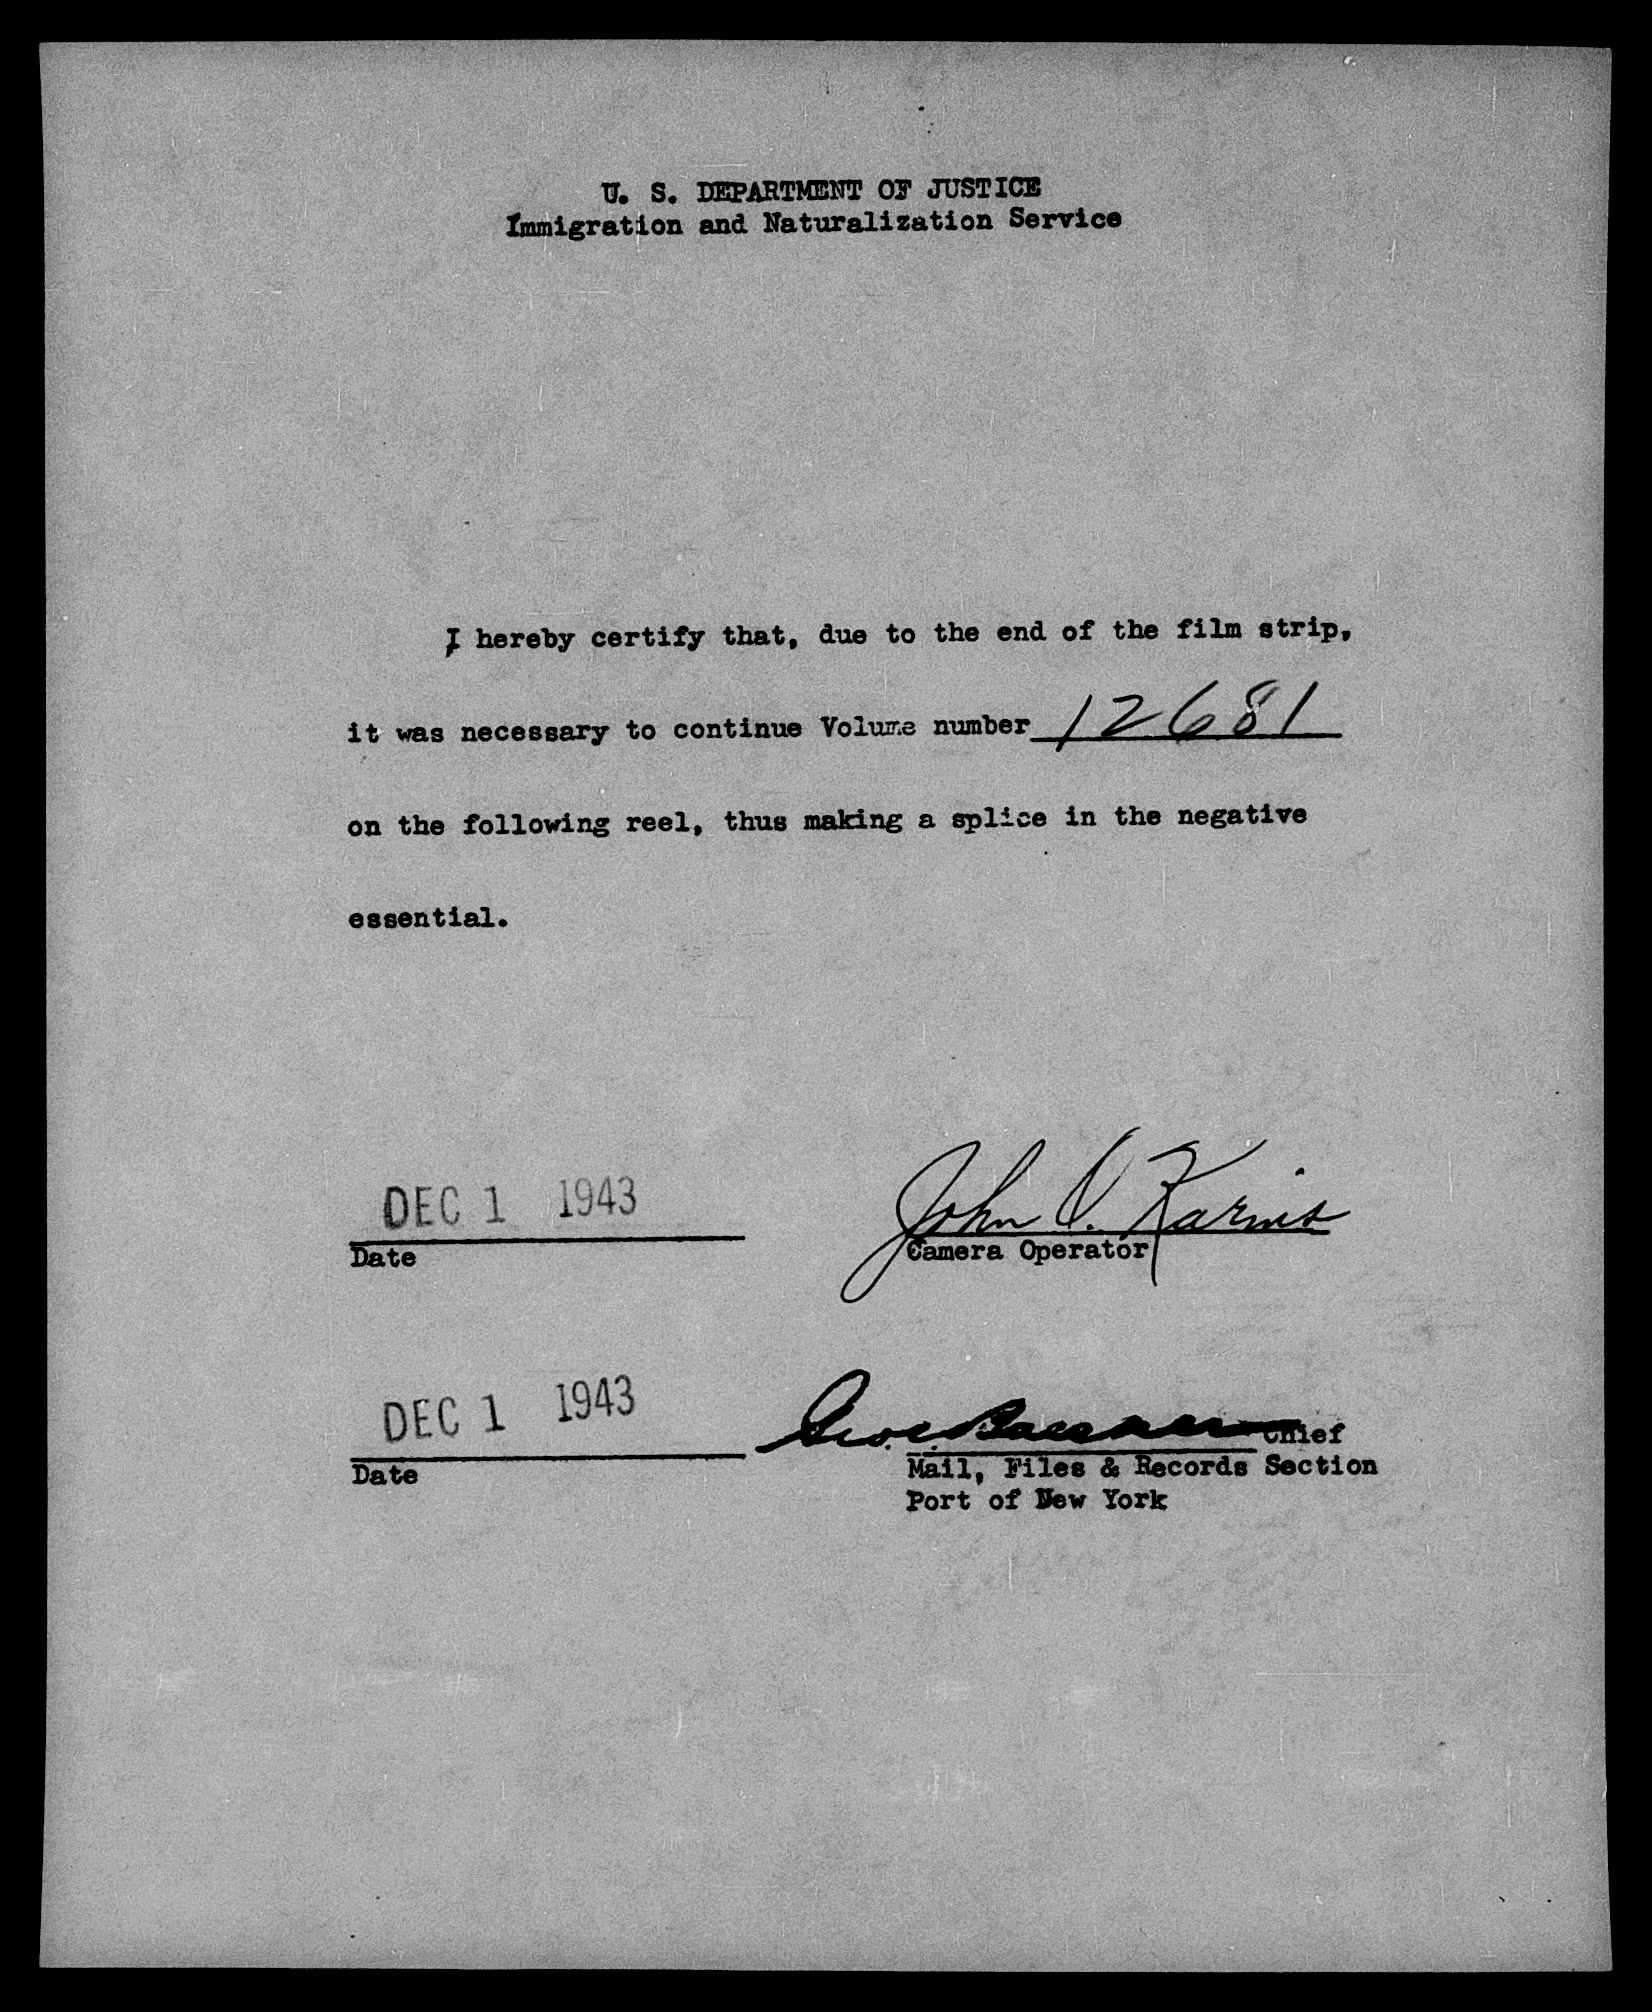 U. S. DEPARTMENT OF JUSTICE
Immigration and Naturalization Service
I hereby certify that, due to the end of the film strip,
it was necessary to continue Volume number 12681
on the following reel, thus making a splice in the negative
essential.
DEC 1 1943
John V. Karnis
Date
Camera Operator
DEC 1 1943
Chief
Date
Mail, Files & Records Section
Port of New York